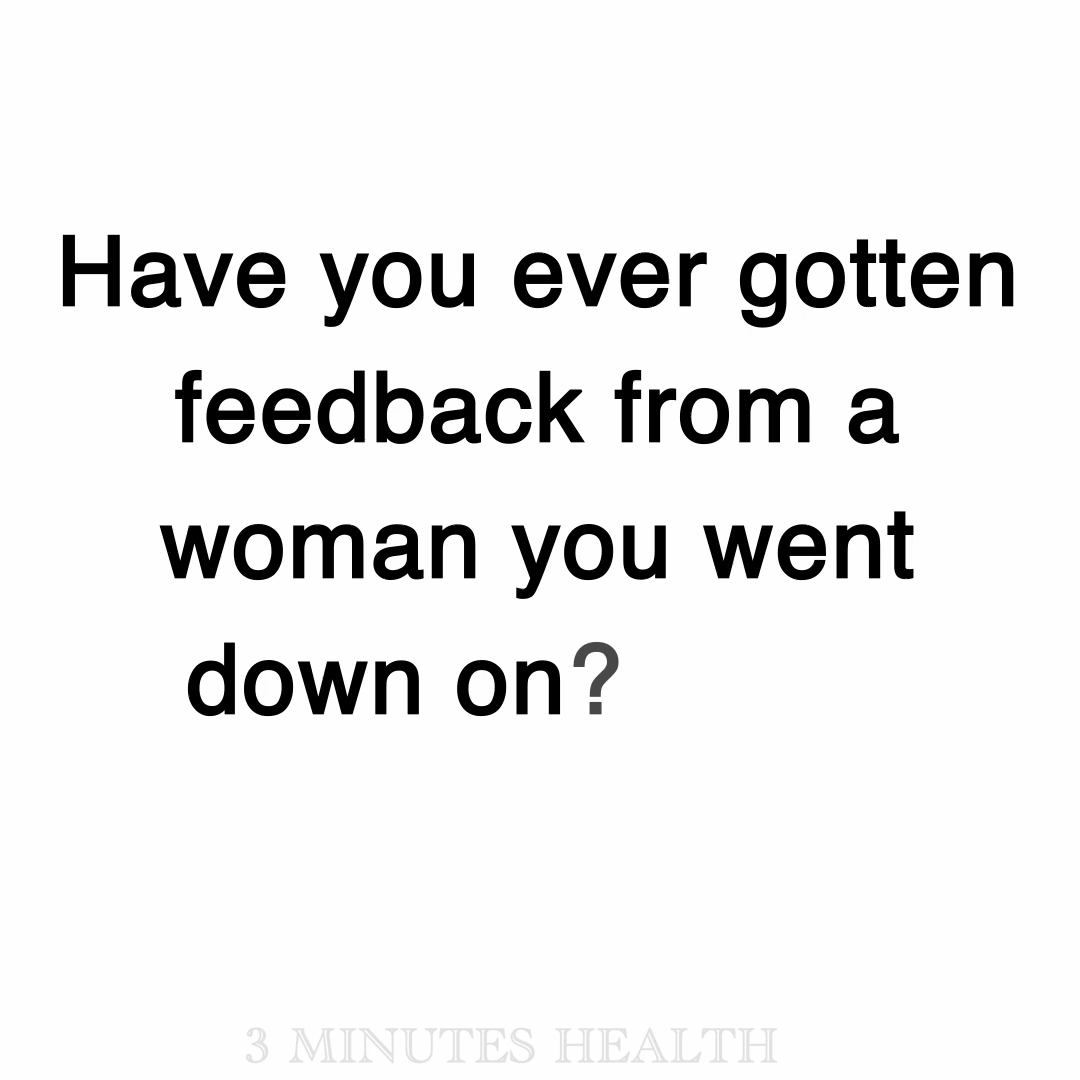 Have you ever gotten
feedback from a
woman you went
down on?
3 MINUTES HEALTH